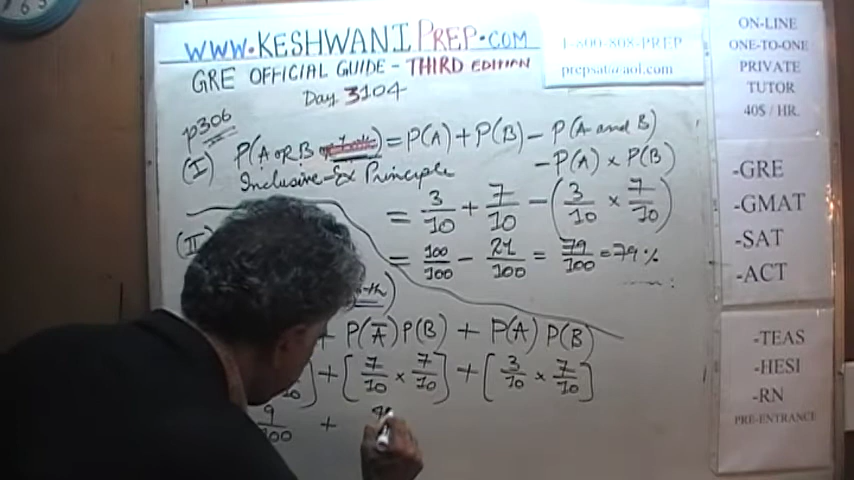 WWW.KESHWANIPREP.COM
1-800-808-PREP
prepsat@aol.com
GRE OFFICIAL GUIDE - THIRD EDITION
Day 3104
p306
(I) P(A OR B) = P(A) + P(B) - P(A and B)
- P(A) × P(B)
Inclusive-Ex Principle
= 3/10 + 7/10 - (3/10 × 7/10)
(II)
= 100/100 - 21/100 = 79/100 = 79%
+ P(A̅) P(B) + P(A) P(B)
] + [7/10 × 7/10] + [3/10 × 7/10]
9/100 +
ON-LINE
ONE-TO-ONE
PRIVATE
TUTOR
40$ / HR.
-GRE
-GMAT
-SAT
-ACT
-TEAS
-HESI
-RN
PRE-ENTRANCE